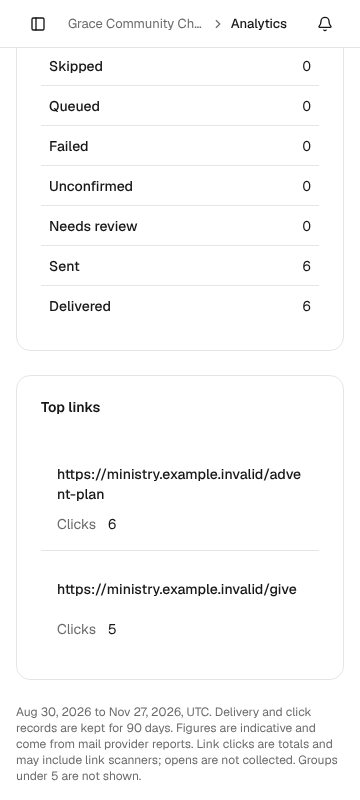 Grace Community Ch... > Analytics
Skipped 0
Queued 0
Failed 0
Unconfirmed 0
Needs review 0
Sent 6
Delivered 6
Top links
https://ministry.example.invalid/adve
nt-plan
Clicks 6
https://ministry.example.invalid/give
Clicks 5
Aug 30, 2026 to Nov 27, 2026, UTC. Delivery and click
records are kept for 90 days. Figures are indicative and
come from mail provider reports. Link clicks are totals and
may include link scanners; opens are not collected. Groups
under 5 are not shown.